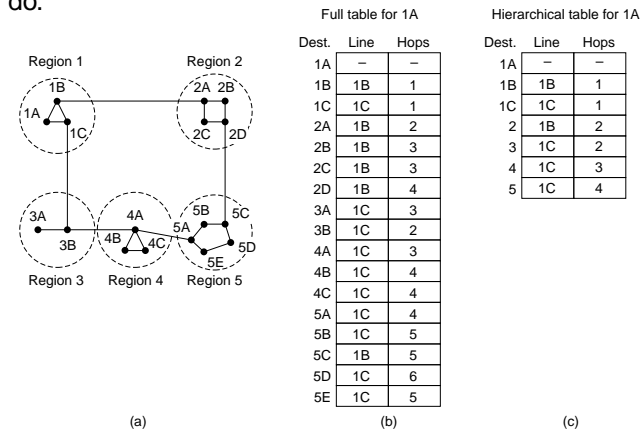 do.
Full table for 1A
Hierarchical table for 1A
Dest. Line Hops
Dest. Line Hops
Region 1
Region 2
1B
2A 2B
1A
1C
2C 2D
3A
4A
5B
5C
5A
3B
4B
4C
5D
5E
Region 3 Region 4 Region 5
1A – –
1B 1B 1
1C 1C 1
2A 1B 2
2B 1B 3
2C 1B 3
2D 1B 4
3A 1C 3
3B 1C 2
4A 1C 3
4B 1C 4
4C 1C 4
5A 1C 4
5B 1C 5
5C 1B 5
5D 1C 6
5E 1C 5
1A – –
1B 1B 1
1C 1C 1
2 1B 2
3 1C 2
4 1C 3
5 1C 4
(a)
(b)
(c)